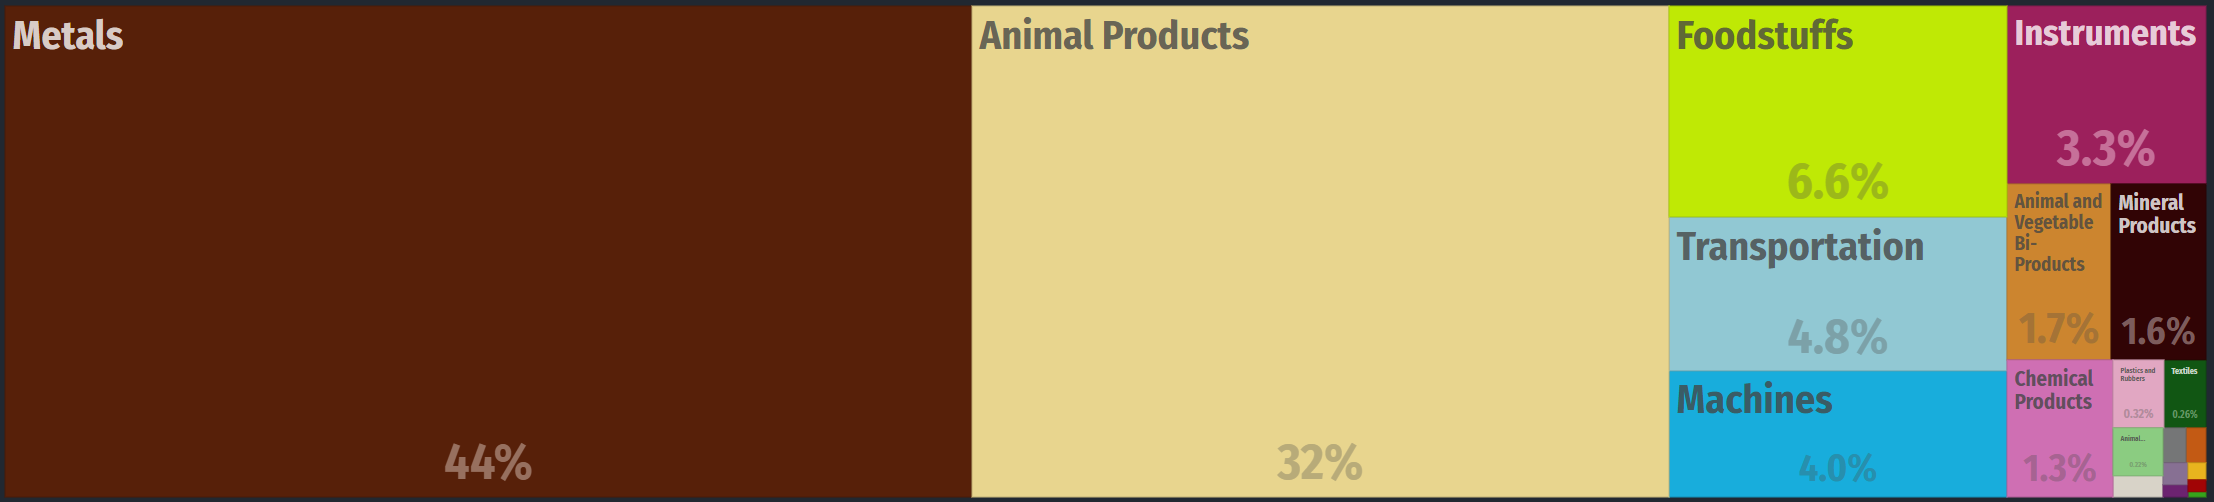 Metals
44%
Animal Products
32%
Foodstuffs
6.6%
Transportation
4.8%
Machines
4.0%
Instruments
3.3%
Animal and
Vegetable
Bi-
Products
1.7%
Mineral
Products
1.6%
Chemical
Products
1.3%
Plastics and
Rubbers
0.32%
Textiles
0.26%
Animal...